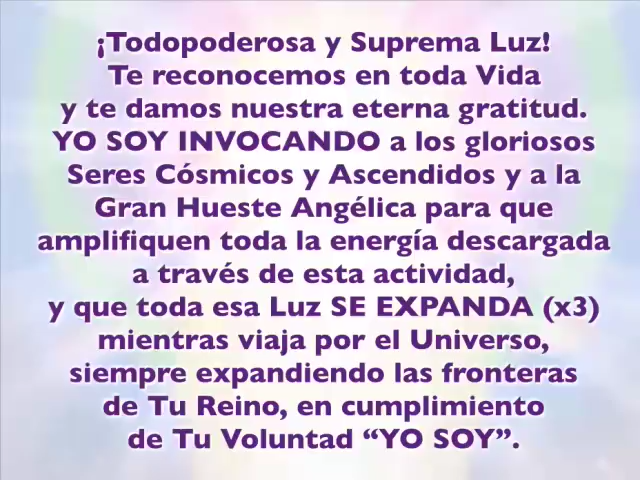 ¡Todopoderosa y Suprema Luz!
Te reconocemos en toda Vida
y te damos nuestra eterna gratitud.
YO SOY INVOCANDO a los gloriosos
Seres Cósmicos y Ascendidos y a la
Gran Hueste Angélica para que
amplifiquen toda la energía descargada
a través de esta actividad,
y que toda esa Luz SE EXPANDA (x3)
mientras viaja por el Universo,
siempre expandiendo las fronteras
de Tu Reino, en cumplimiento
de Tu Voluntad “YO SOY”.